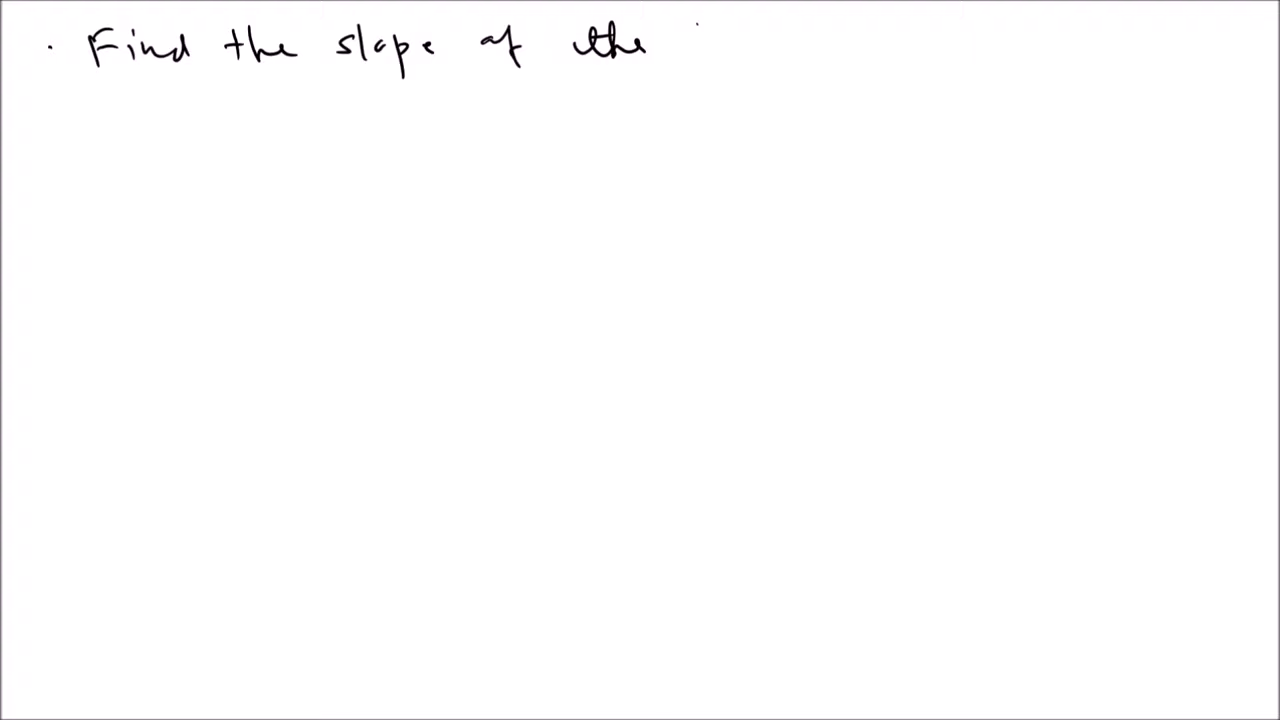 · Find the slope of the